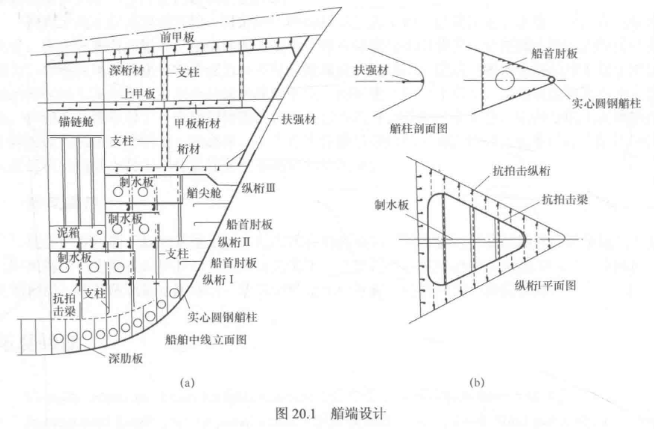 前甲板
深桁材
支柱
上甲板
锚链舱
甲板桁材
扶强材
支柱
桁材
制水板
艏尖舱
纵桁Ⅲ
制水板
船首肘板
泥箱
纵桁Ⅱ
制水板
支柱
船首肘板
纵桁Ⅰ
抗拍
击梁
支柱
实心圆钢艏柱
船舶中线立面图
深肋板
(a)
扶强材
船首肘板
实心圆钢艏柱
艏柱剖面图
抗拍击纵桁
制水板
抗拍击梁
纵桁Ⅰ平面图
(b)
图 20.1 艏端设计